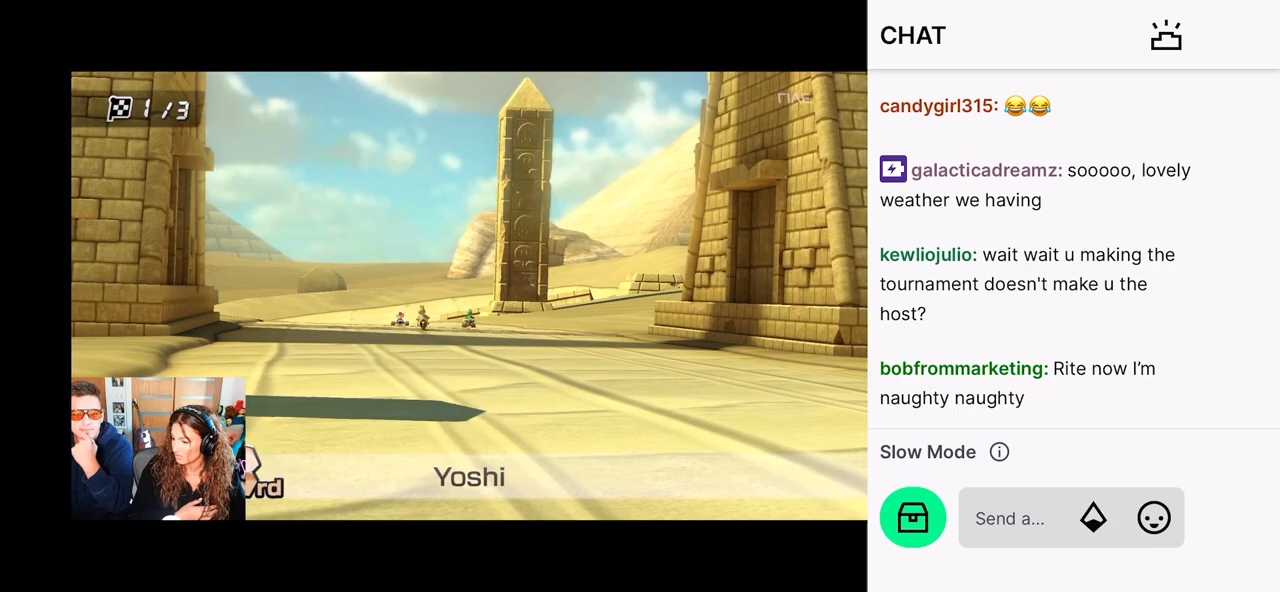 CHAT
1/3
candygirl315: 😂😂
galacticadreamz: sooooo, lovely
weather we having
kewliojulio: wait wait u making the
tournament doesn't make u the
host?
bobfrommarketing: Rite now I’m
naughty naughty
Slow Mode
rd
Yoshi
Send a...